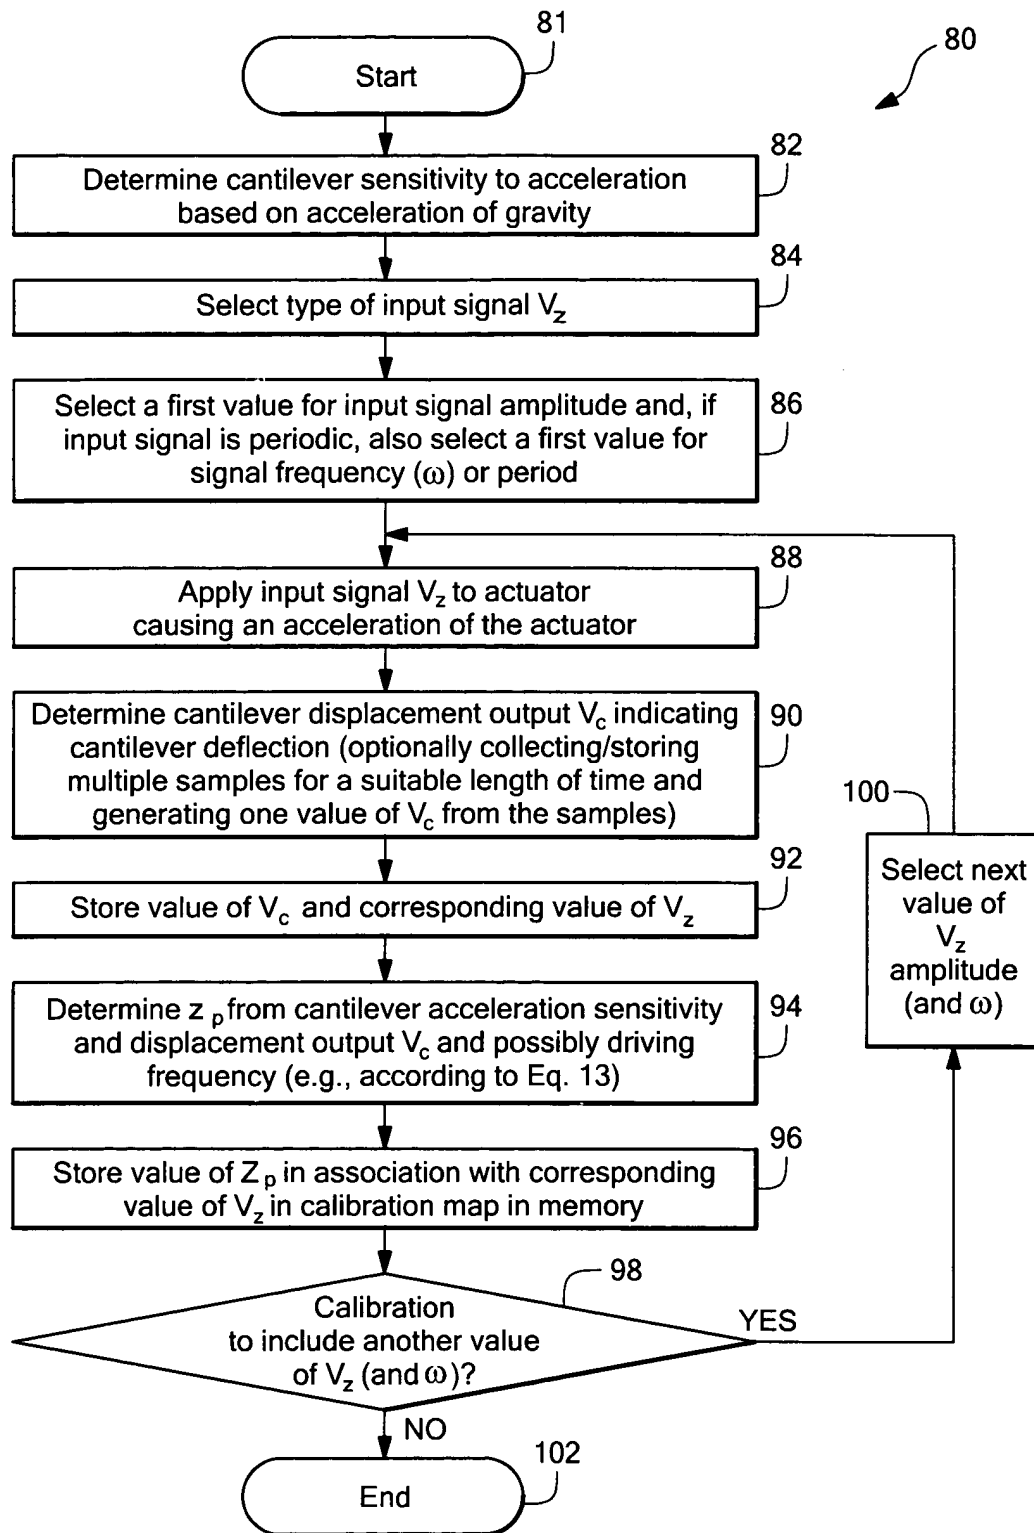 80
81
Start
82
Determine cantilever sensitivity to acceleration
based on acceleration of gravity
84
Select type of input signal Vz
86
Select a first value for input signal amplitude and, if
input signal is periodic, also select a first value for
signal frequency (ω) or period
88
Apply input signal Vz to actuator
causing an acceleration of the actuator
90
Determine cantilever displacement output Vc indicating
cantilever deflection (optionally collecting/storing
multiple samples for a suitable length of time and
generating one value of Vc from the samples)
92
Store value of Vc and corresponding value of Vz
94
Determine zp from cantilever acceleration sensitivity
and displacement output Vc and possibly driving
frequency (e.g., according to Eq. 13)
96
Store value of Zp in association with corresponding
value of Vz in calibration map in memory
98
Calibration
to include another value
of Vz (and ω)?
YES
100
Select next
value of
Vz
amplitude
(and ω)
NO
102
End